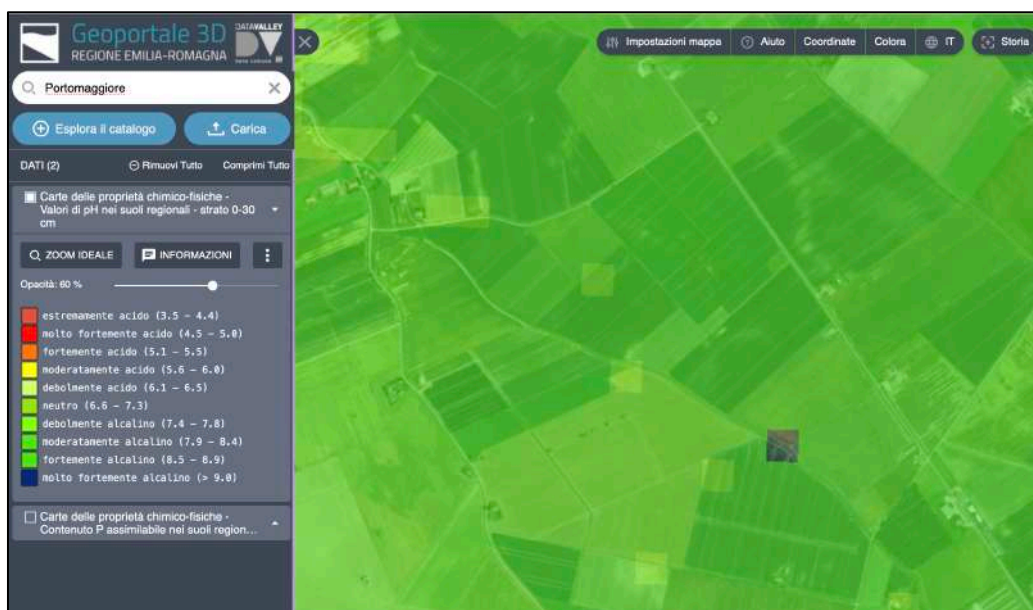 Geoportale 3D
REGIONE EMILIA-ROMAGNA
DATAVALLEY
Portomaggiore
Esplora il catalogo
Carica
DATI (2)
Rimuovi Tutto
Comprimi Tutto
Carte delle proprietà chimico-fisiche -
Valori di pH nei suoli regionali - strato 0-30
cm
ZOOM IDEALE
INFORMAZIONI
Opacità: 60 %
estremamente acido (3.5 - 4.4)
molto fortemente acido (4.5 - 5.0)
fortemente acido (5.1 - 5.5)
moderatamente acido (5.6 - 6.0)
debolmente acido (6.1 - 6.5)
neutro (6.6 - 7.3)
debolmente alcalino (7.4 - 7.8)
moderatamente alcalino (7.9 - 8.4)
fortemente alcalino (8.5 - 8.9)
molto fortemente alcalino (> 9.0)
Carte delle proprietà chimico-fisiche -
Contenuto P assimilabile nei suoli region...
Impostazioni mappa
Aiuto
Coordinate
Colora
IT
Storia